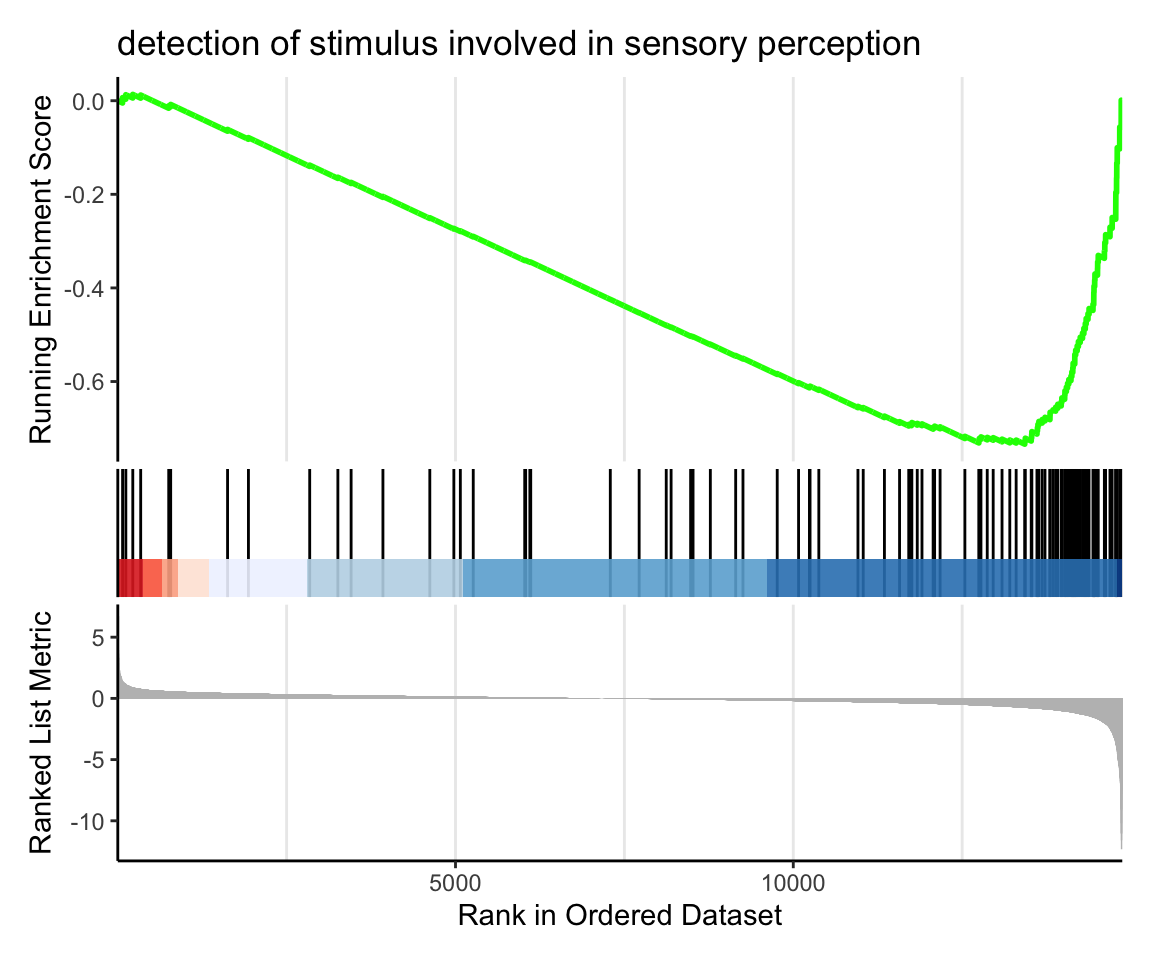 detection of stimulus involved in sensory perception
Running Enrichment Score
0.0
-0.2
-0.4
-0.6
Ranked List Metric
5
0
-5
-10
5000
10000
Rank in Ordered Dataset